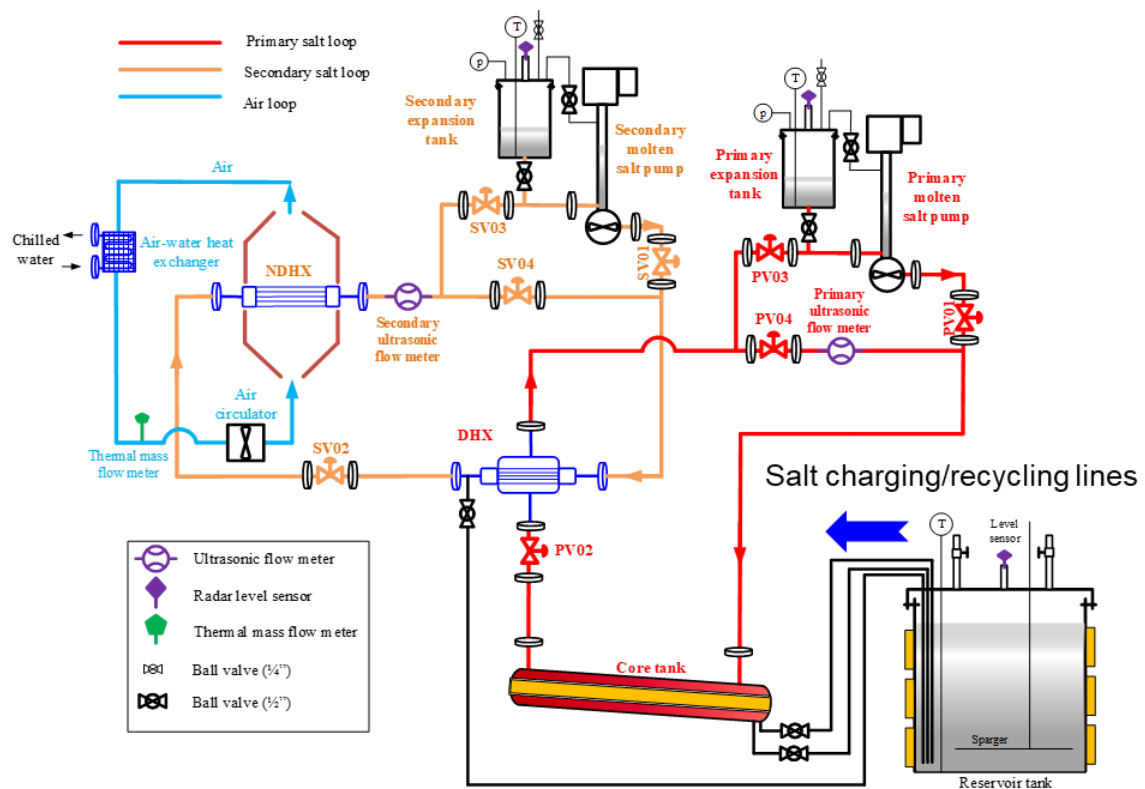 Primary salt loop
Secondary salt loop
Air loop
T
p
Secondary
expansion
tank
Secondary
molten
salt pump
T
p
Primary
expansion
tank
Primary
molten
salt pump
Air
Chilled
water
Air-water heat
exchanger
NDHX
SV03
SV04
SV01
Secondary
ultrasonic
flow meter
PV03
PV04
Primary
ultrasonic
flow meter
PV01
Air
Air
circulator
Thermal mass
flow meter
SV02
DHX
PV02
Salt charging/recycling lines
T
Level
sensor
Core tank
Sparger
Reservoir tank
Ultrasonic flow meter
Radar level sensor
Thermal mass flow meter
Ball valve (¼”)
Ball valve (½”)